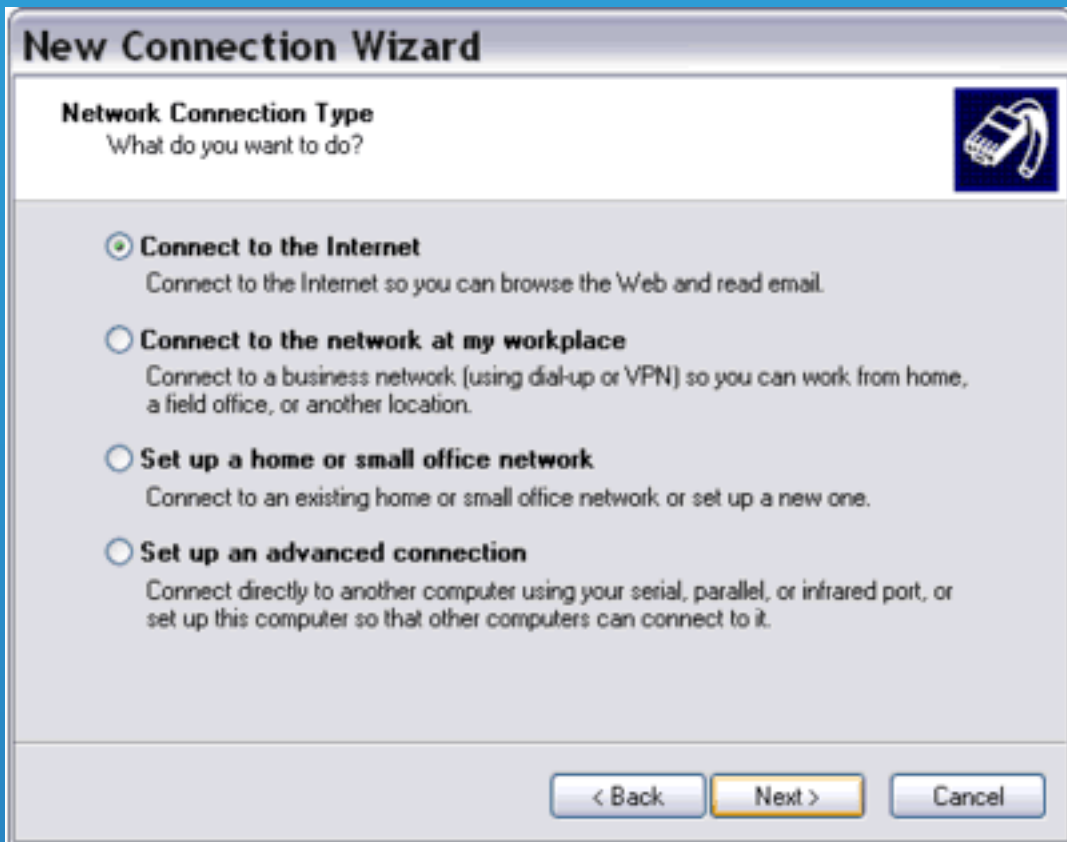 New Connection Wizard
Network Connection Type
What do you want to do?
Connect to the Internet
Connect to the Internet so you can browse the Web and read email.
Connect to the network at my workplace
Connect to a business network (using dial-up or VPN) so you can work from home,
a field office, or another location.
Set up a home or small office network
Connect to an existing home or small office network or set up a new one.
Set up an advanced connection
Connect directly to another computer using your serial, parallel, or infrared port, or
set up this computer so that other computers can connect to it.
< Back
Next >
Cancel